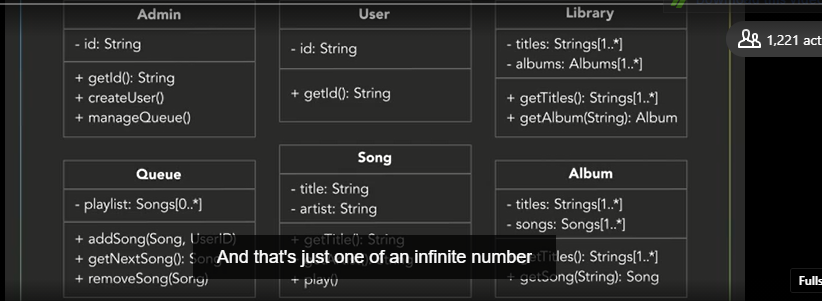 Admin
- id: String
+ getId(): String
+ createUser()
+ manageQueue()
User
- id: String
+ getId(): String
Library
- titles: Strings[1..*]
- albums: Albums[1..*]
+ getTitles(): Strings[1..*]
+ getAlbum(String): Album
1,221 act
Queue
- playlist: Songs[0..*]
+ addSong(Song, UserID)
+ getNextSong(): Song
+ removeSong(Song)
Song
- title: String
- artist: String
+ getTitle(): String
+ play()
Album
- titles: Strings[1..*]
- songs: Songs[1..*]
Titles(): Strings[1..*]
+ getSong(String): Song
And that's just one of an infinite number
Fulls